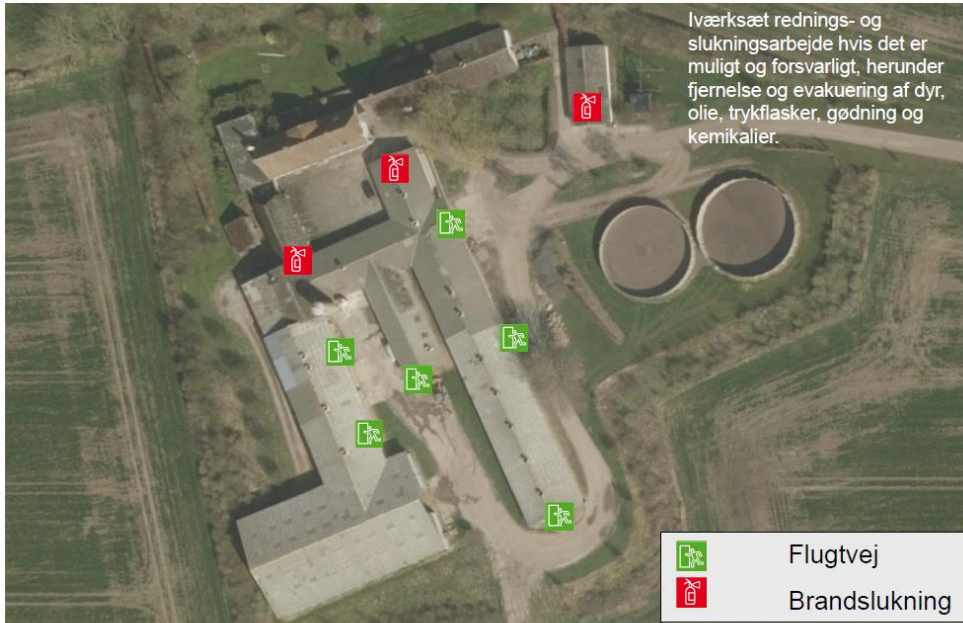 Iværksæt rednings- og
slukningsarbejde hvis det er
muligt og forsvarligt, herunder
fjernelse og evakuering af dyr,
olie, trykflasker, gødning og
kemikalier.
Flugtvej
Brandslukning